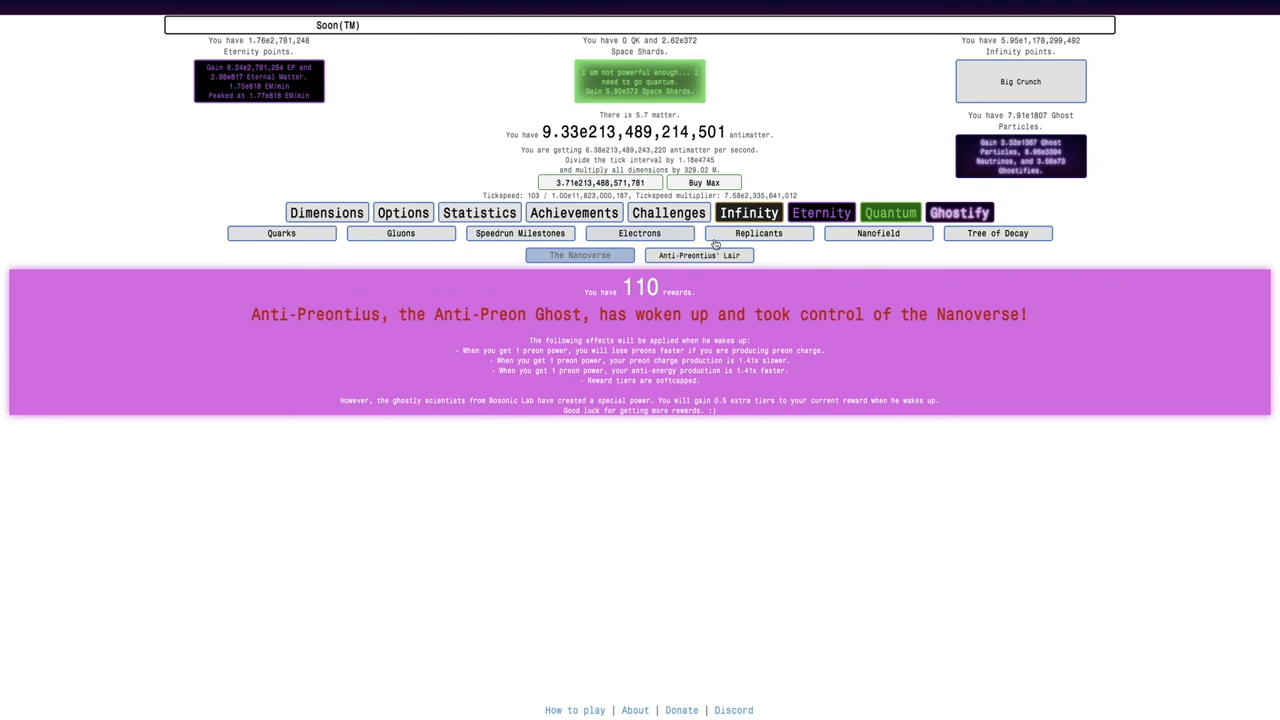 Soon(TM)
You have 1.76e2,781,248
Eternity points.
Gain 8.24e2,781,254 EP and
2.98e817 Eternal Matter.
1.75e818 EM/min
Peaked at 1.77e818 EM/min
You have 0 QK and 2.62e372
Space Shards.
I am not powerful enough... I
need to go quantum.
Gain 5.90e373 Space Shards.
You have 5.95e1,178,299,492
Infinity points.
Big Crunch
You have 7.91e1807 Ghost
Particles.
Gain 3.32e1387 Ghost
Particles, 6.98e3394
Neutrinos, and 3.66e73
Ghostifies.
There is 5.7 matter.
You have 9.33e213,489,214,501 antimatter.
You are getting 6.38e213,489,243,220 antimatter per second.
Divide the tick interval by 1.18e4745
and multiply all dimensions by 329.02 M.
3.71e213,488,571,781
Buy Max
Tickspeed: 103 / 1.00e11,823,000,187, Tickspeed multiplier: 7.58e2,335,641,012
Dimensions
Options
Statistics
Achievements
Challenges
Infinity
Eternity
Quantum
Ghostify
Quarks
Gluons
Speedrun Milestones
Electrons
Replicants
Nanofield
Tree of Decay
The Nanoverse
Anti-Preontius' Lair
You have 110 rewards.
Anti-Preontius, the Anti-Preon Ghost, has woken up and took control of the Nanoverse!
The following effects will be applied when he wakes up:
- When you get 1 preon power, you will lose preons faster if you are producing preon charge.
- When you get 1 preon power, your preon charge production is 1.41x slower.
- When you get 1 preon power, your anti-energy production is 1.41x faster.
- Reward tiers are softcapped.
However, the ghostly scientists from Bosonic Lab have created a special power. You will gain 0.5 extra tiers to your current reward when he wakes up.
Good luck for getting more rewards. :)
How to play | About | Donate | Discord